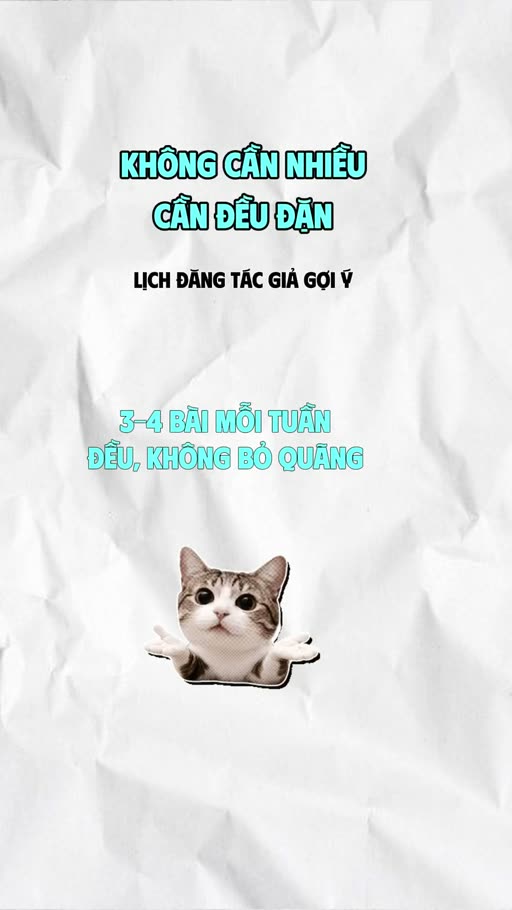 KHÔNG CẦN NHIỀU
CẦN ĐỀU ĐẶN
LỊCH ĐĂNG TÁC GIẢ GỢI Ý
3–4 BÀI MỖI TUẦN
ĐỀU, KHÔNG BỎ QUÃNG